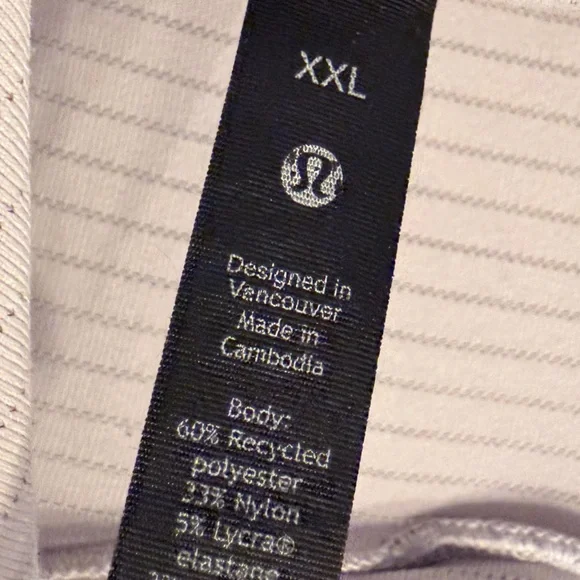 XXL
Designed in
Vancouver
Made in
Cambodia
Body:
60% Recycled
polyester
33% Nylon
5% Lycra®
elastane